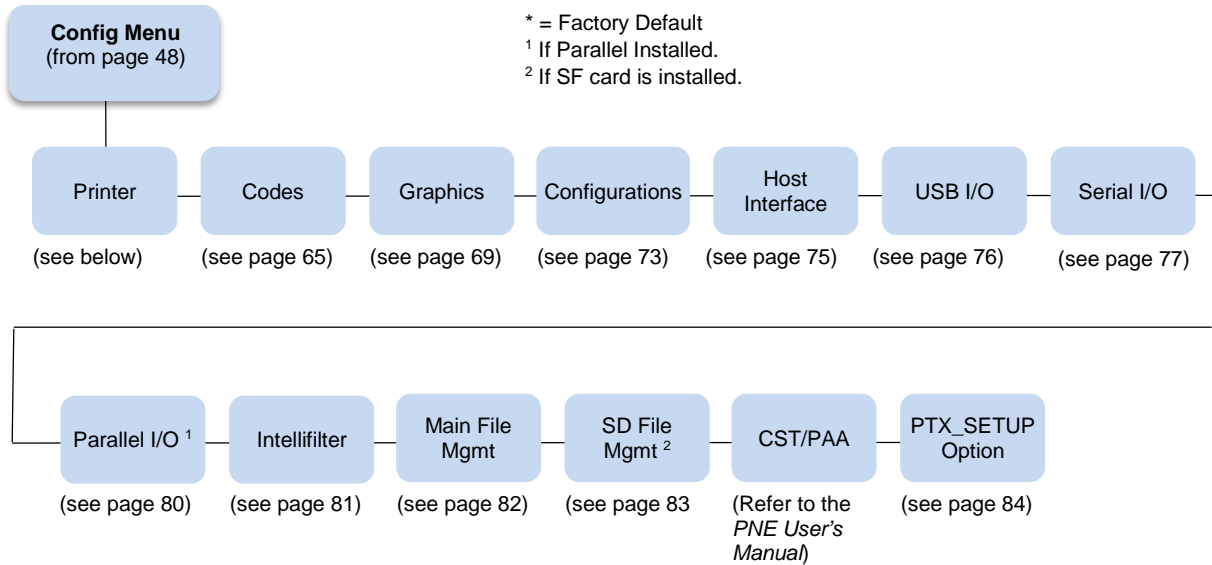 Config Menu
(from page 48)
* = Factory Default
¹ If Parallel Installed.
² If SF card is installed.
Printer
Codes
Graphics
Configurations
Host
Interface
USB I/O
Serial I/O
(see below)
(see page 65)
(see page 69)
(see page 73)
(see page 75)
(see page 76)
(see page 77)
Parallel I/O ¹
Intellifilter
Main File
Mgmt
SD File
Mgmt ²
CST/PAA
PTX_SETUP
Option
(see page 80)
(see page 81)
(see page 82)
(see page 83
(Refer to the
PNE User's
Manual)
(see page 84)